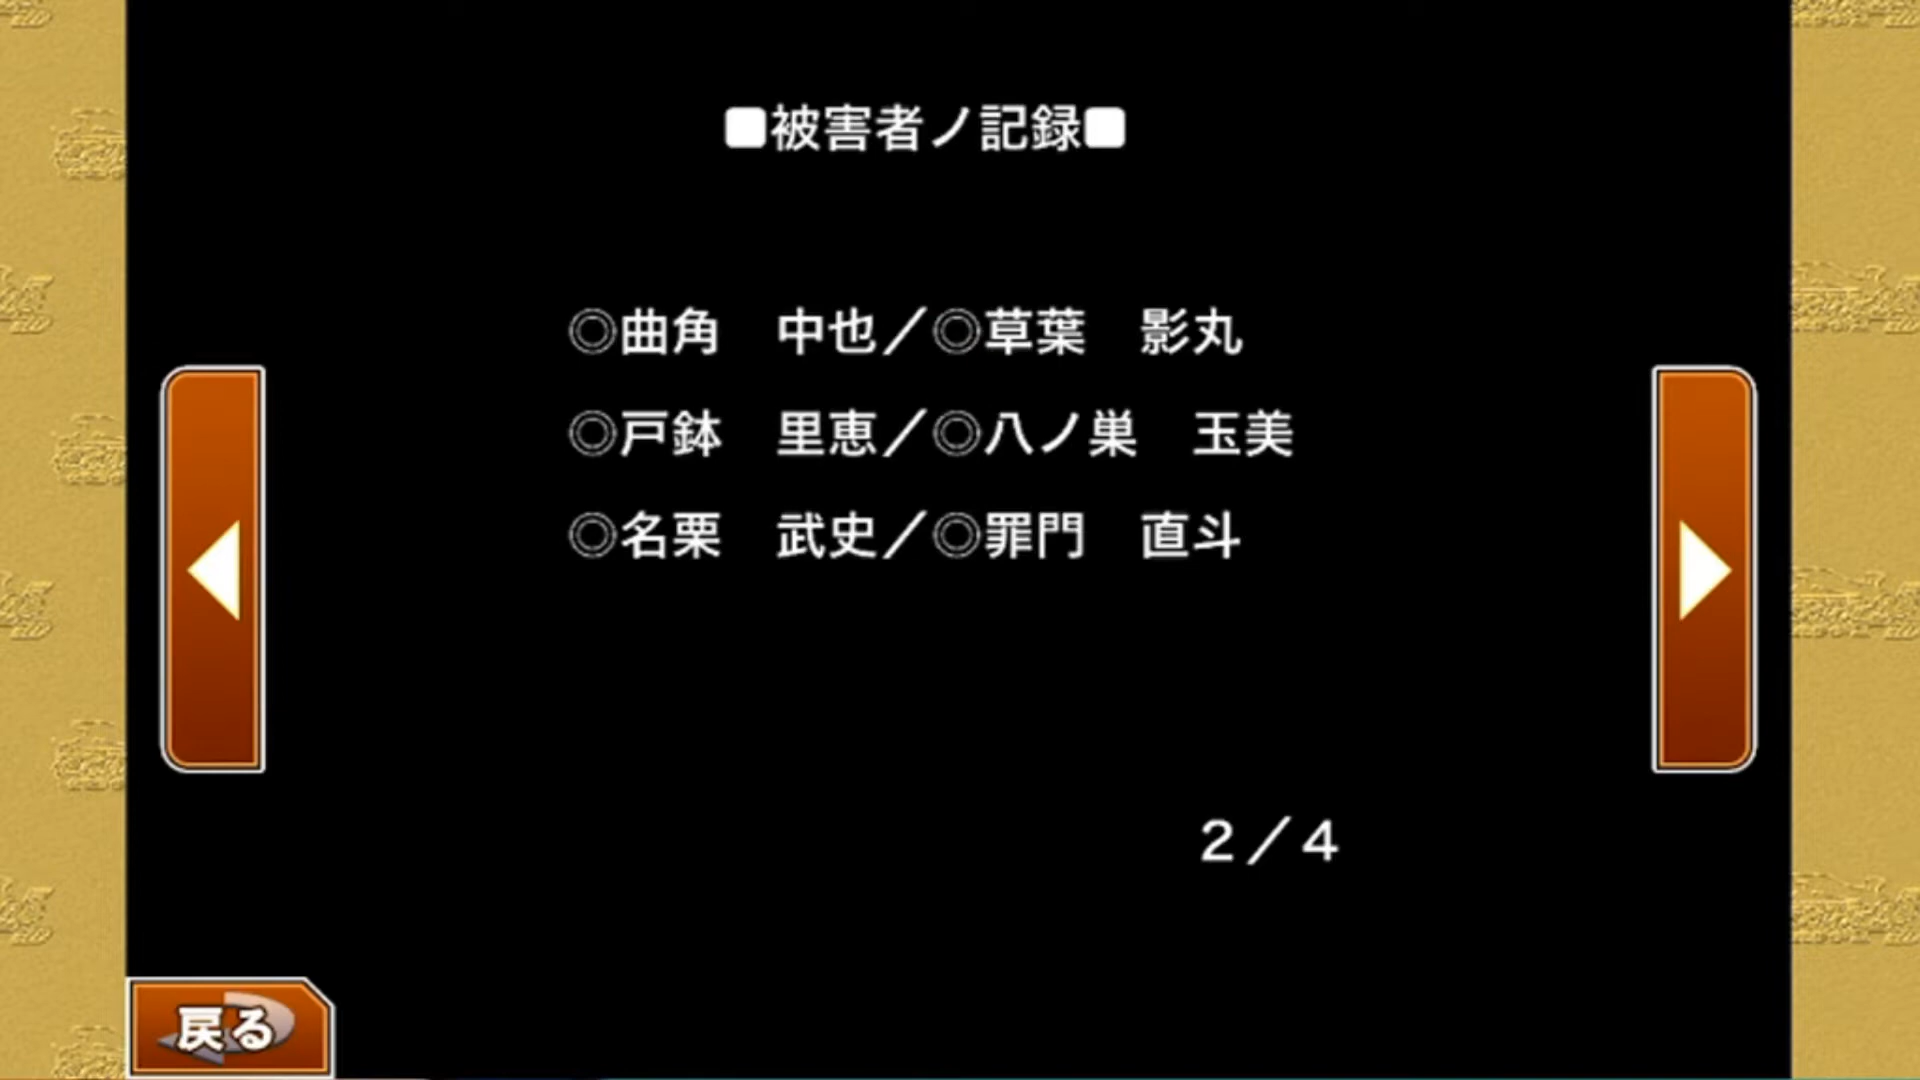 ■被害者ノ記録■
◎曲角　中也／◎草葉　影丸
◎戸鉢　里恵／◎八ノ巣　玉美
◎名栗　武史／◎罪門　直斗
２／４
戻る